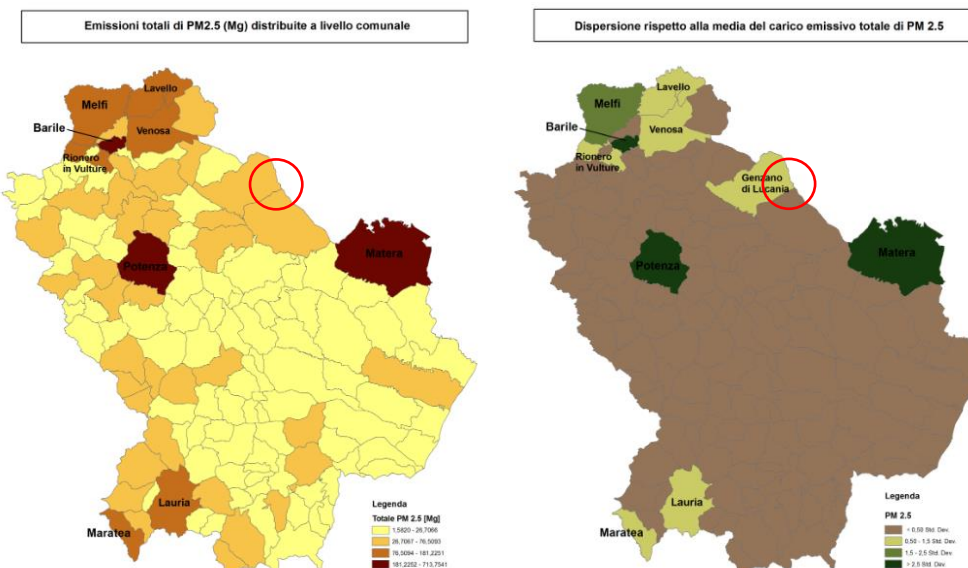 Emissioni totali di PM2.5 (Mg) distribuite a livello comunale
Lavello
Melfi
Barile
Venosa
Rionero
in Vulture
Potenza
Matera
Lauria
Maratea
Legenda
Totale PM 2.5 [Mg]
1,5820 - 28,7066
28,7067 - 76,5093
76,5094 - 181,2251
181,2252 - 713,7541
Dispersione rispetto alla media del carico emissivo totale di PM 2.5
Lavello
Melfi
Barile
Venosa
Rionero
in Vulture
Genzano
di Lucania
Potenza
Matera
Lauria
Maratea
Legenda
PM 2.5
< 0,50 Std. Dev.
0,50 - 1,5 Std. Dev.
1,5 - 2,5 Std. Dev.
> 2,5 Std. Dev.